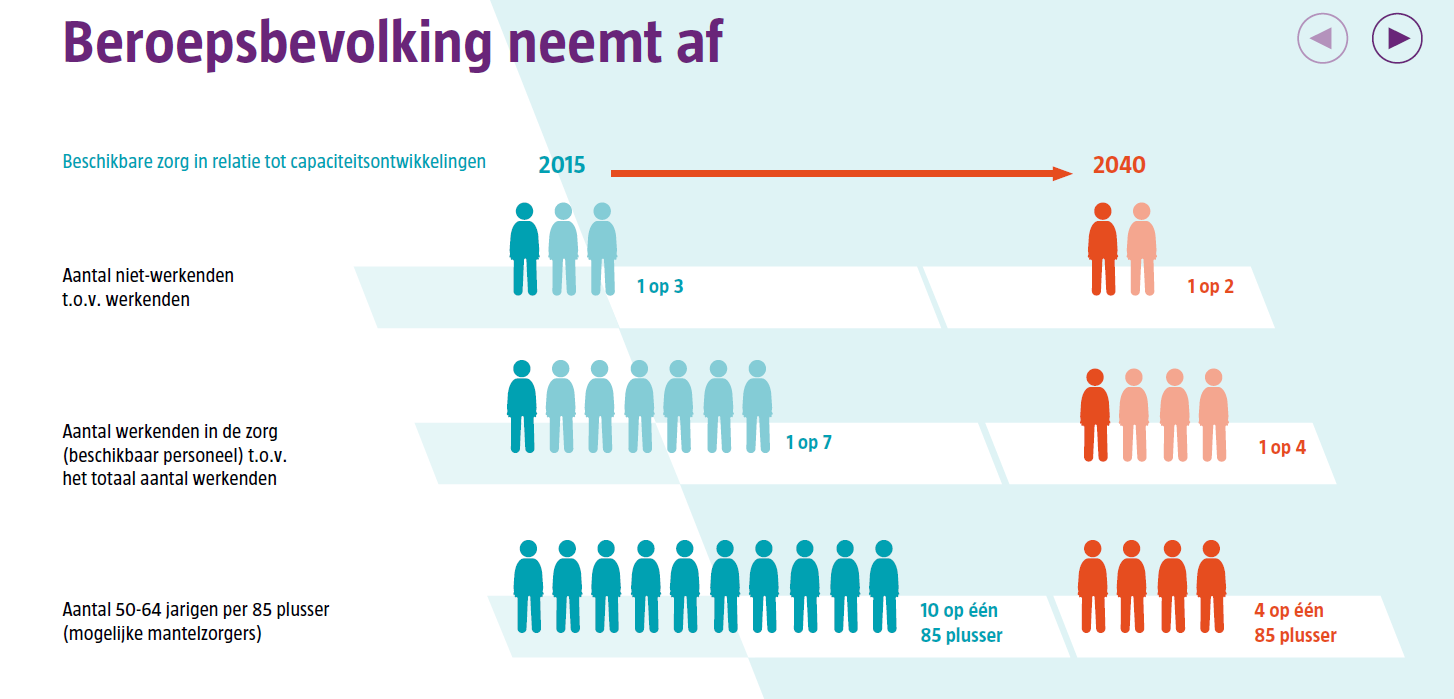 Beroepsbevolking neemt af
Beschikbare zorg in relatie tot capaciteitsontwikkelingen
2015
2040
Aantal niet-werkenden
t.o.v. werkenden
1 op 3
1 op 2
Aantal werkenden in de zorg
(beschikbaar personeel) t.o.v.
het totaal aantal werkenden
1 op 7
1 op 4
Aantal 50-64 jarigen per 85 plusser
(mogelijke mantelzorgers)
10 op één
85 plusser
4 op één
85 plusser